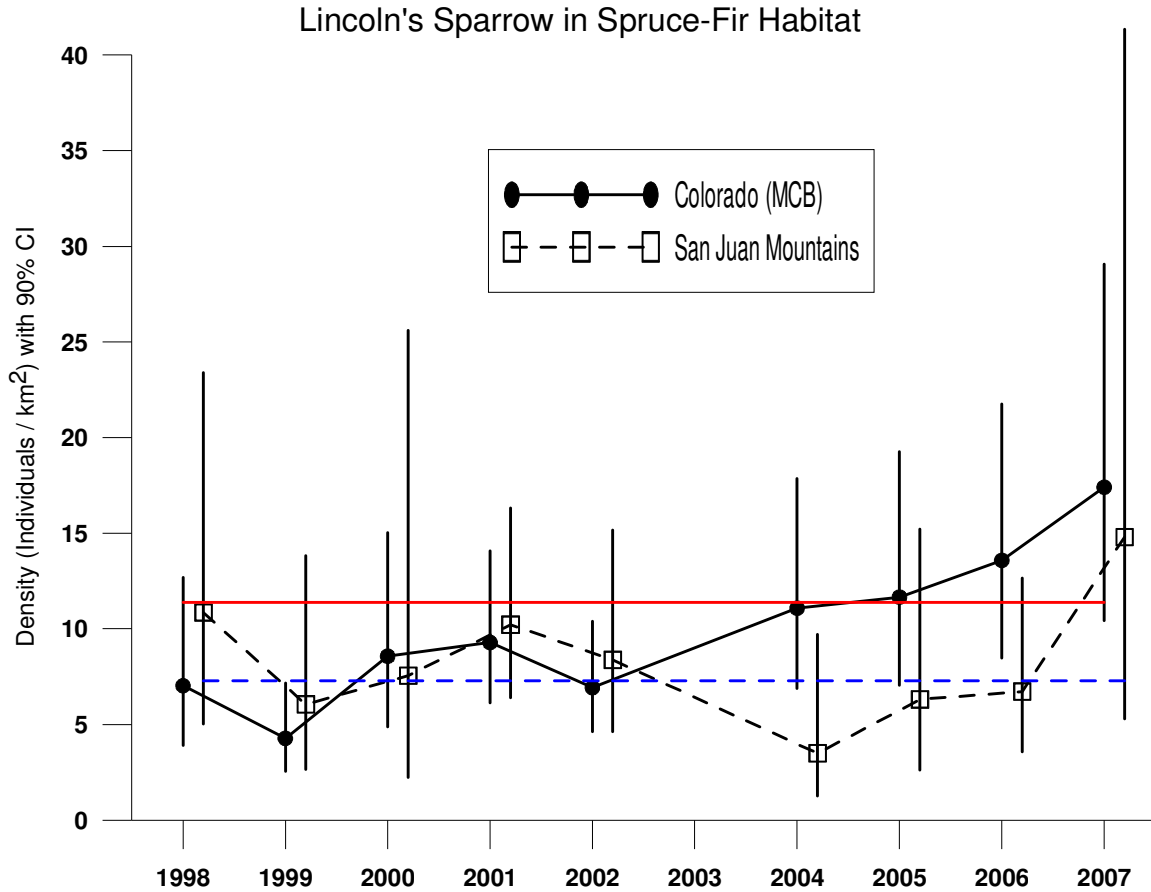 Lincoln's Sparrow in Spruce-Fir Habitat
Density (Individuals / km²) with 90% CI
40
35
30
25
20
15
10
5
0
Colorado (MCB)
San Juan Mountains
1998 1999 2000 2001 2002 2003 2004 2005 2006 2007